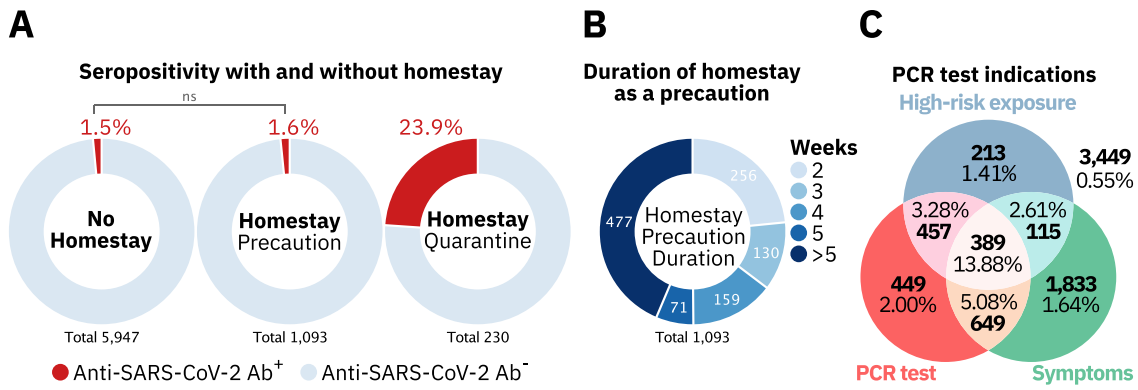 A
Seropositivity with and without homestay
ns
1.5%
1.6%
23.9%
No
Homestay
Homestay
Precaution
Homestay
Quarantine
Total 5,947
Total 1,093
Total 230
Anti-SARS-CoV-2 Ab+
Anti-SARS-CoV-2 Ab-
B
Duration of homestay
as a precaution
256
130
159
71
477
Homestay
Precaution
Duration
Total 1,093
Weeks
2
3
4
5
>5
C
PCR test indications
High-risk exposure
213
1.41%
3,449
0.55%
3.28%
457
2.61%
115
389
13.88%
449
2.00%
1,833
1.64%
5.08%
649
PCR test
Symptoms